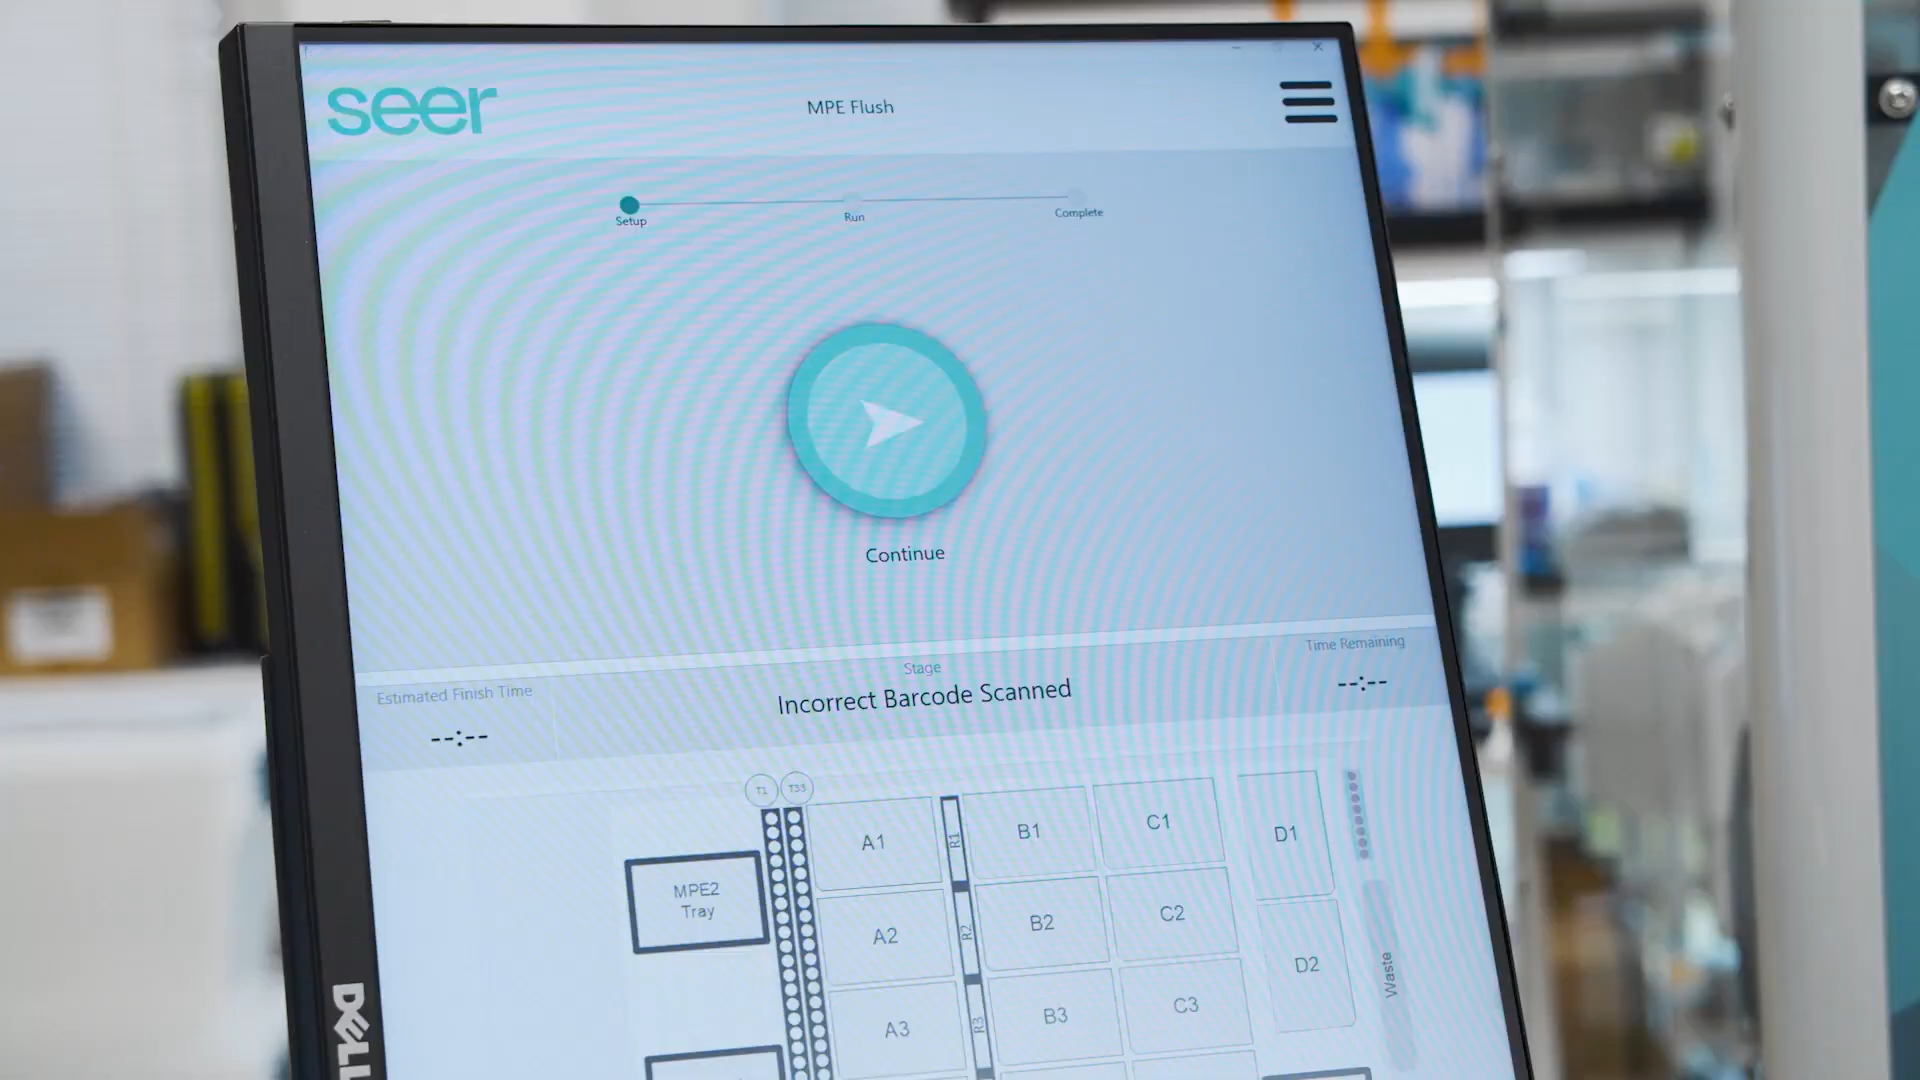 seer
MPE Flush
Setup
Run
Complete
Continue
Estimated Finish Time
--:--
Stage
Incorrect Barcode Scanned
Time Remaining
--:--
T1
T33
A1
R1
B1
C1
D1
MPE2
Tray
A2
R2
B2
C2
D2
Waste
A3
R3
B3
C3
DELL